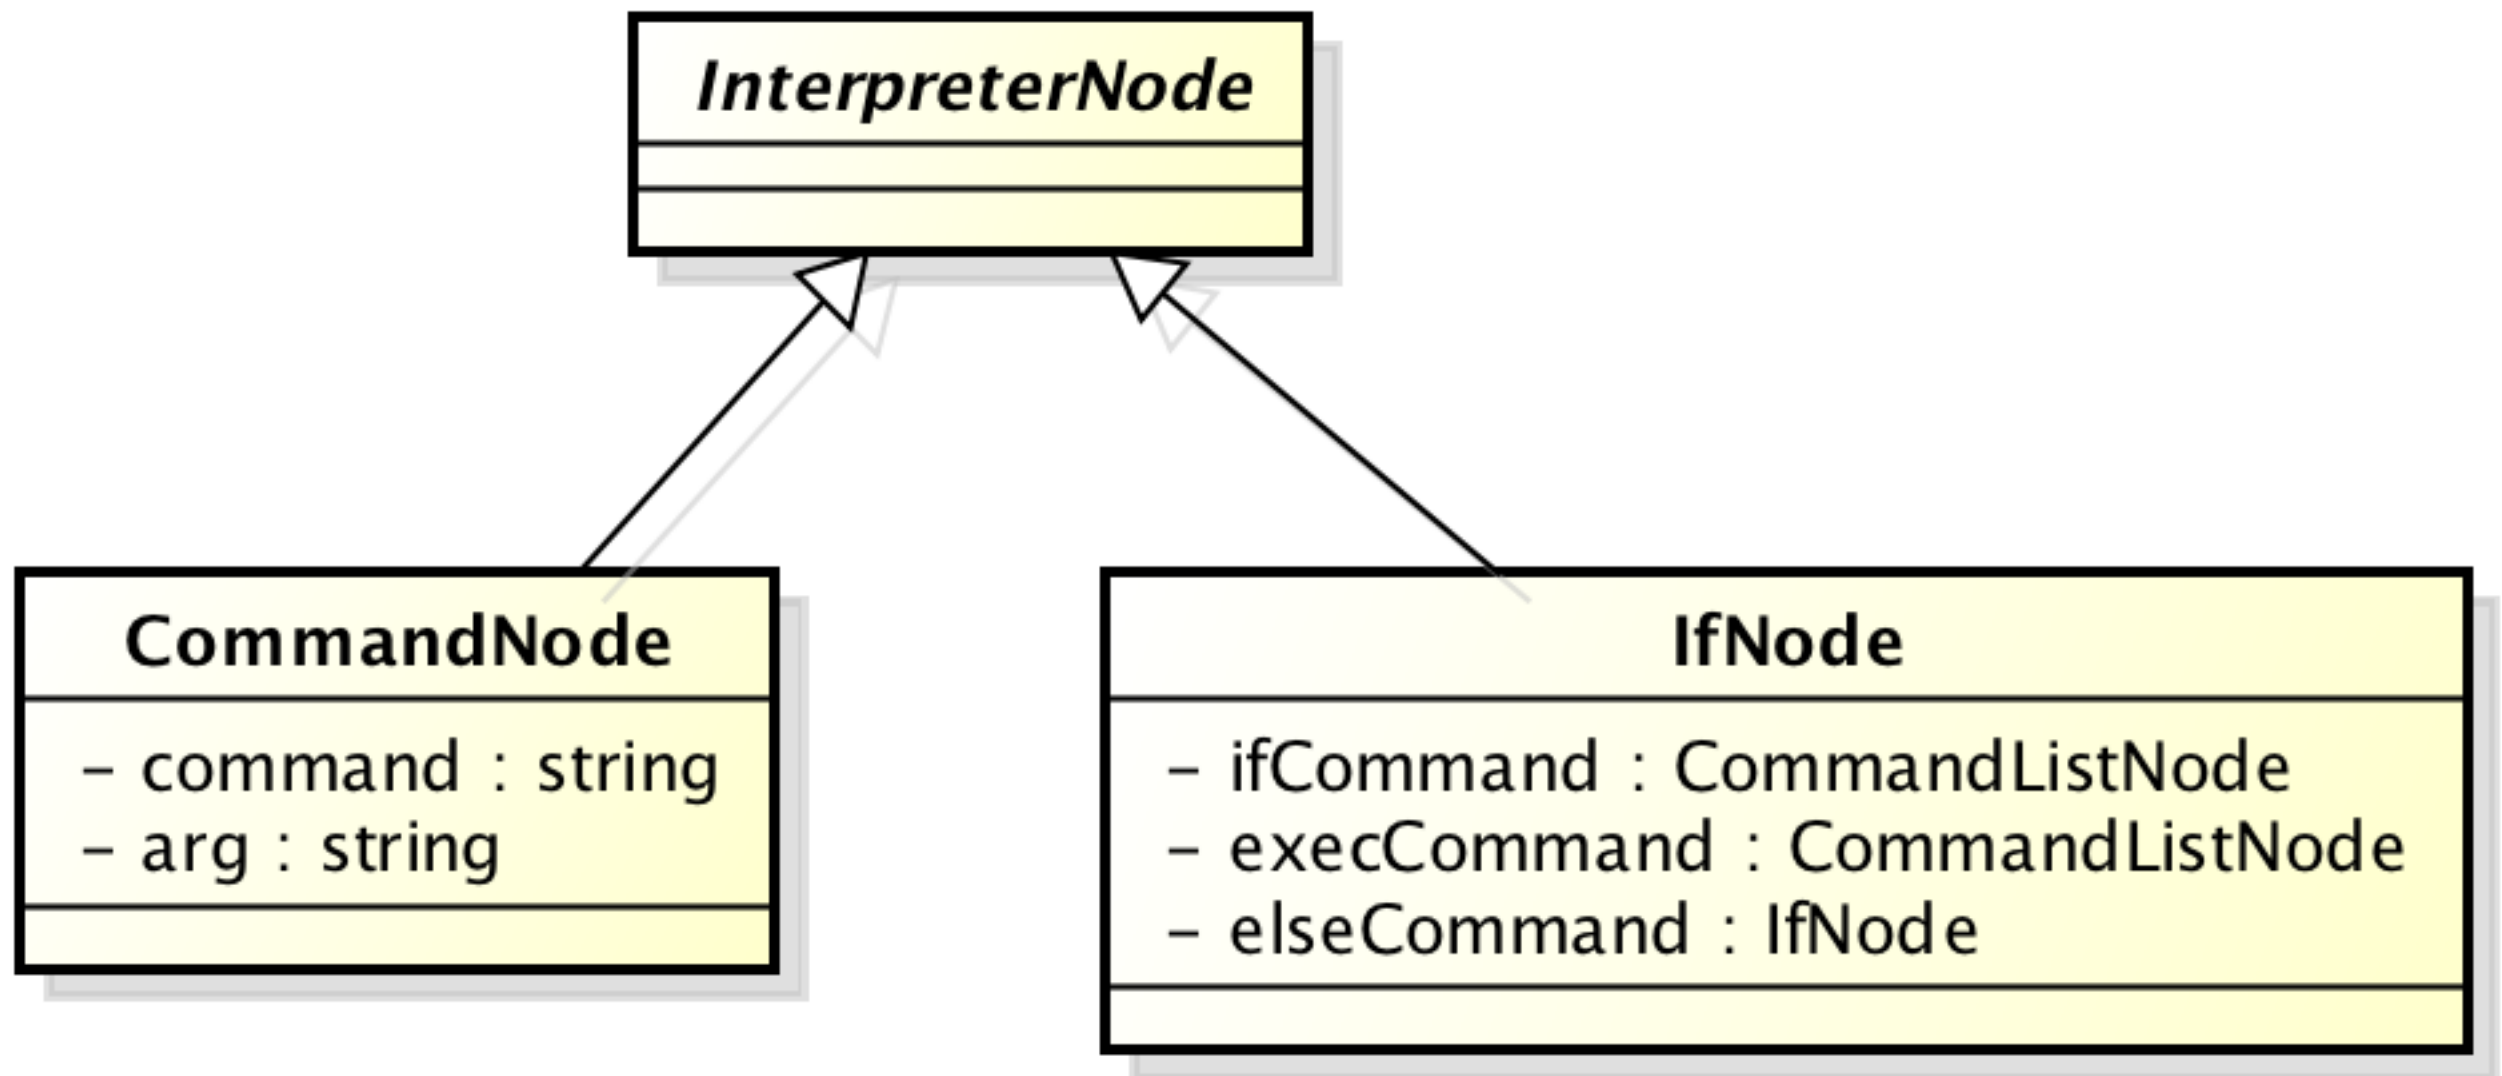 InterpreterNode
CommandNode
- command : string
- arg : string
IfNode
- ifCommand : CommandListNode
- execCommand : CommandListNode
- elseCommand : IfNode